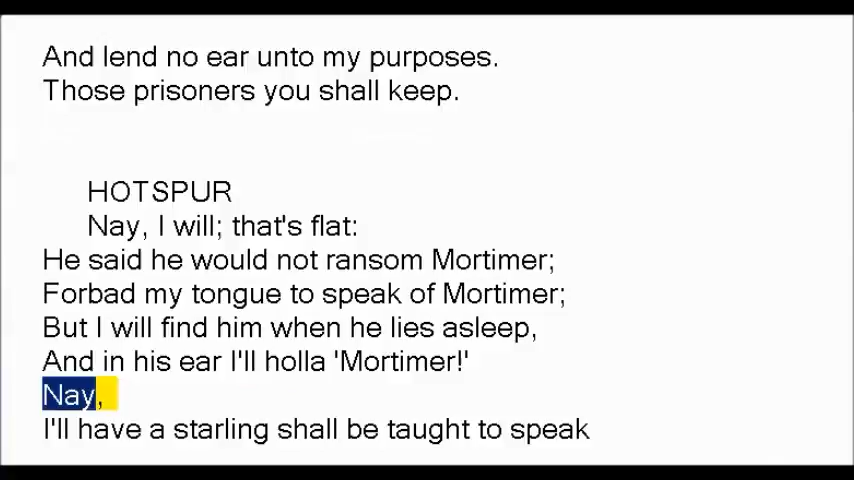 And lend no ear unto my purposes.
Those prisoners you shall keep.
HOTSPUR
Nay, I will; that's flat:
He said he would not ransom Mortimer;
Forbad my tongue to speak of Mortimer;
But I will find him when he lies asleep,
And in his ear I'll holla 'Mortimer!'
Nay,
I'll have a starling shall be taught to speak